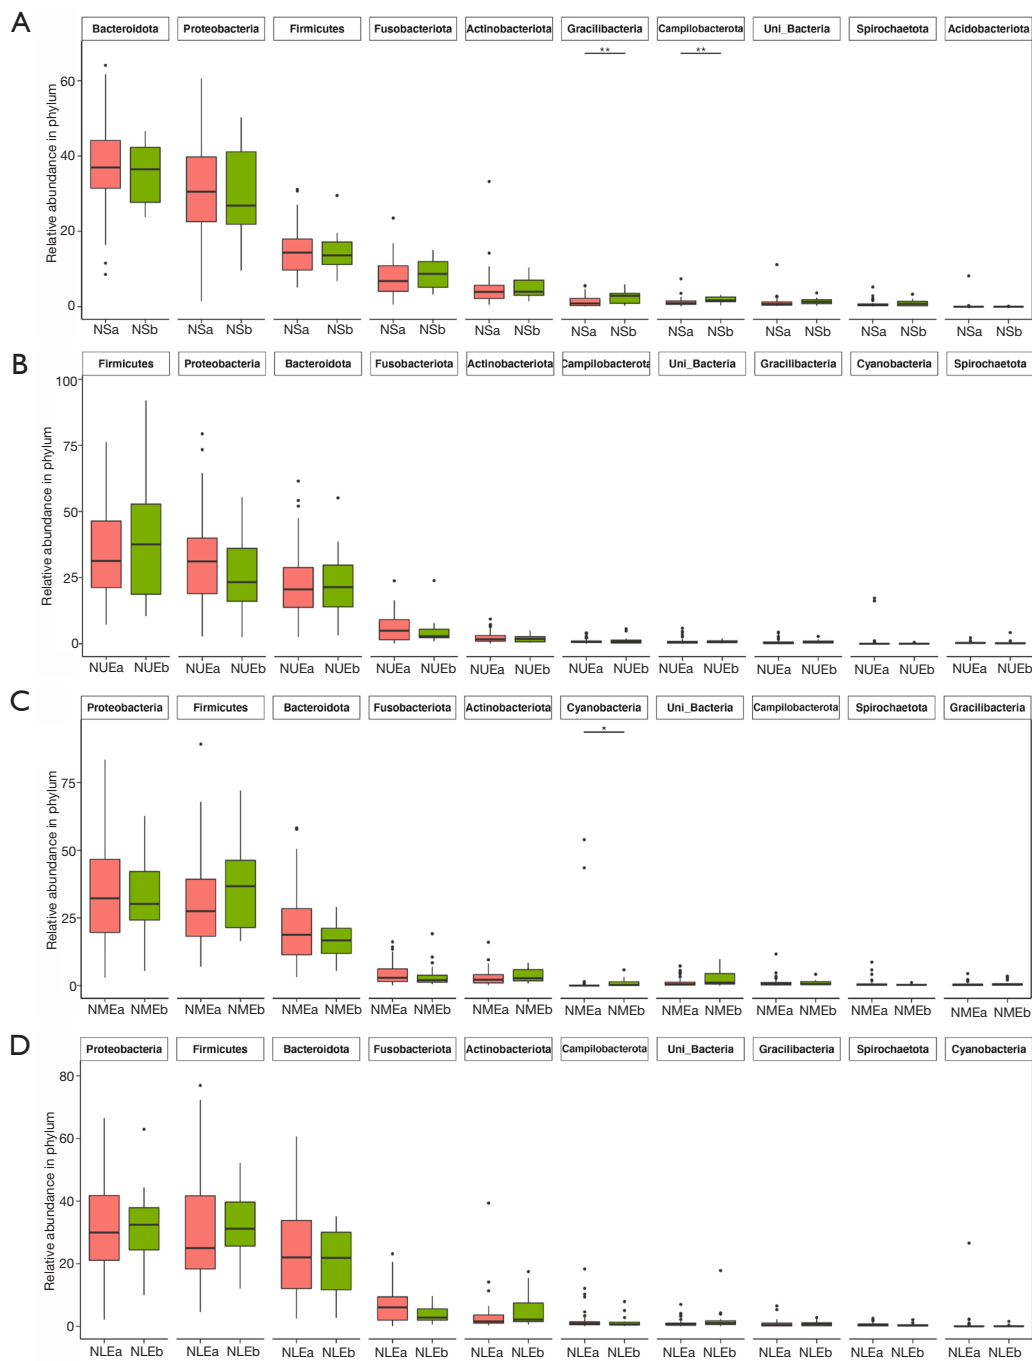 A
Bacteroidota Proteobacteria Firmicutes Fusobacteriota Actinobacteriota Gracilibacteria Campilobacterota Uni_Bacteria Spirochaetota Acidobacteriota
** **
Relative abundance in phylum
60
40
20
0
NSa NSb NSa NSb NSa NSb NSa NSb NSa NSb NSa NSb NSa NSb NSa NSb NSa NSb NSa NSb
B
Firmicutes Proteobacteria Bacteroidota Fusobacteriota Actinobacteriota Campilobacterota Uni_Bacteria Gracilibacteria Cyanobacteria Spirochaetota
Relative abundance in phylum
100
75
50
25
0
NUEa NUEb NUEa NUEb NUEa NUEb NUEa NUEb NUEa NUEb NUEa NUEb NUEa NUEb NUEa NUEb NUEa NUEb NUEa NUEb
C
Proteobacteria Firmicutes Bacteroidota Fusobacteriota Actinobacteriota Cyanobacteria Uni_Bacteria Campilobacterota Spirochaetota Gracilibacteria
*
Relative abundance in phylum
75
50
25
0
NMEa NMEb NMEa NMEb NMEa NMEb NMEa NMEb NMEa NMEb NMEa NMEb NMEa NMEb NMEa NMEb NMEa NMEb NMEa NMEb
D
Proteobacteria Firmicutes Bacteroidota Fusobacteriota Actinobacteriota Campilobacterota Uni_Bacteria Gracilibacteria Spirochaetota Cyanobacteria
Relative abundance in phylum
80
60
40
20
0
NLEa NLEb NLEa NLEb NLEa NLEb NLEa NLEb NLEa NLEb NLEa NLEb NLEa NLEb NLEa NLEb NLEa NLEb NLEa NLEb